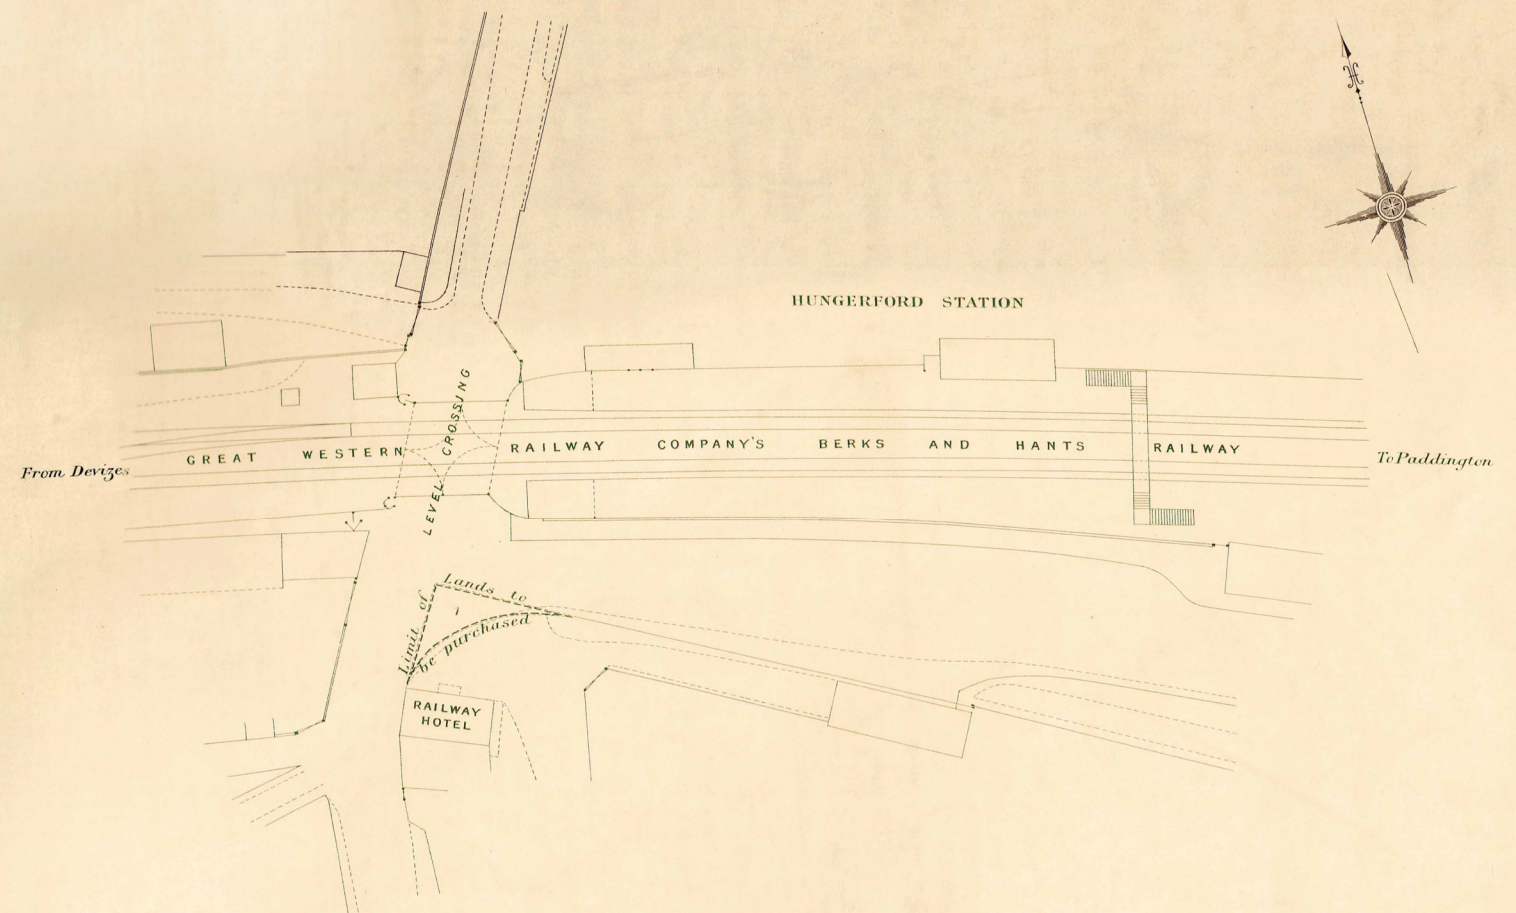 N
HUNGERFORD STATION
GREAT WESTERN RAILWAY COMPANY'S BERKS AND HANTS RAILWAY
From Devizes
To Paddington
LEVEL CROSSING
Limit of Lands to be purchased
1
RAILWAY
HOTEL